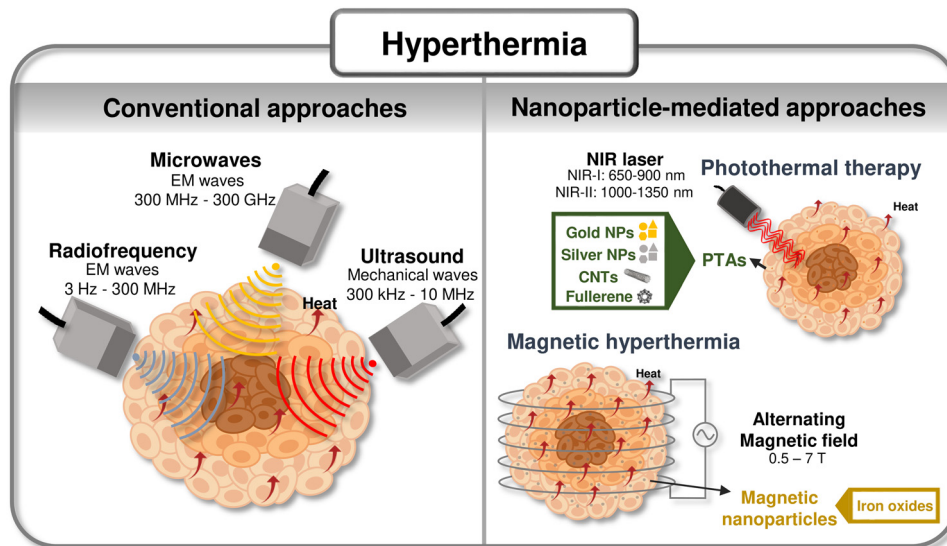 Hyperthermia
Conventional approaches
Microwaves
EM waves
300 MHz - 300 GHz
Radiofrequency
EM waves
3 Hz - 300 MHz
Ultrasound
Mechanical waves
300 kHz - 10 MHz
Heat
Nanoparticle-mediated approaches
NIR laser
NIR-I: 650-900 nm
NIR-II: 1000-1350 nm
Photothermal therapy
Heat
Gold NPs
Silver NPs
CNTs
Fullerene
PTAs
Magnetic hyperthermia
Heat
Alternating
Magnetic field
0.5 – 7 T
Magnetic
nanoparticles
Iron oxides